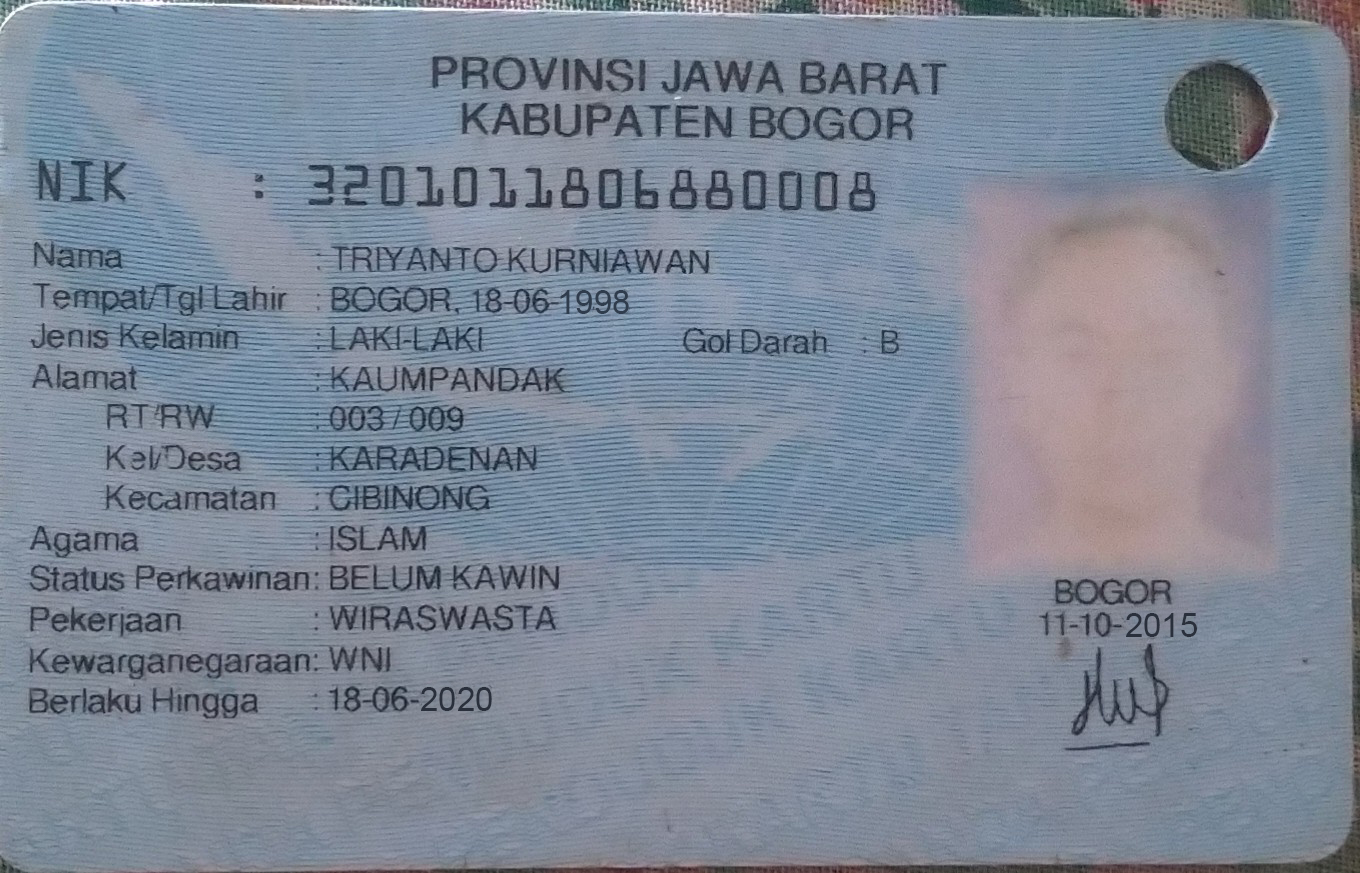 PROVINSI JAWA BARAT
KABUPATEN BOGOR
NIK : 3201011806880008
Nama : TRIYANTO KURNIAWAN
Tempat/Tgl Lahir : BOGOR, 18-06-1998
Jenis Kelamin : LAKI-LAKI Gol Darah : B
Alamat : KAUMPANDAK
RT/RW : 003 / 009
Kel/Desa : KARADENAN
Kecamatan : CIBINONG
Agama : ISLAM
Status Perkawinan: BELUM KAWIN
Pekerjaan : WIRASWASTA
Kewarganegaraan: WNI
Berlaku Hingga : 18-06-2020
BOGOR
11-10-2015